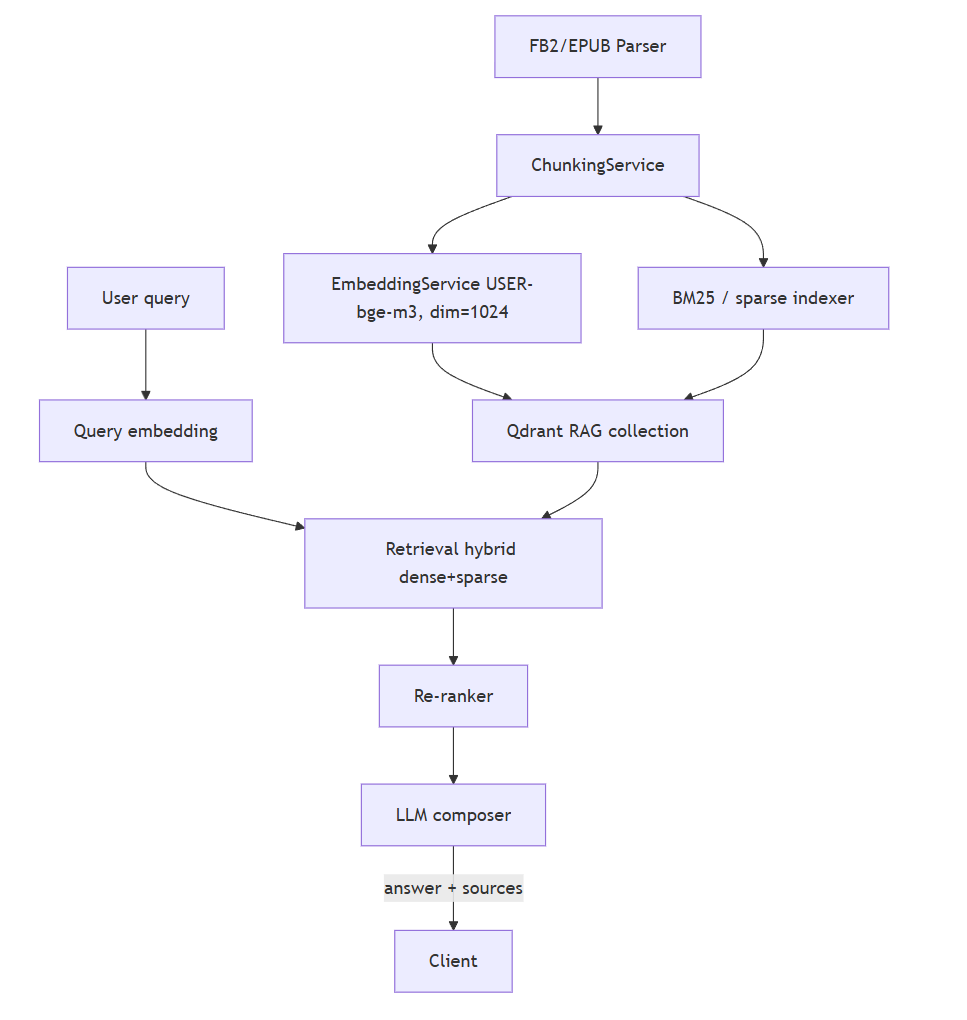 FB2/EPUB Parser
ChunkingService
EmbeddingService USER-
bge-m3, dim=1024
User query
BM25 / sparse indexer
Query embedding
Qdrant RAG collection
Retrieval hybrid
dense+sparse
Re-ranker
LLM composer
answer + sources
Client